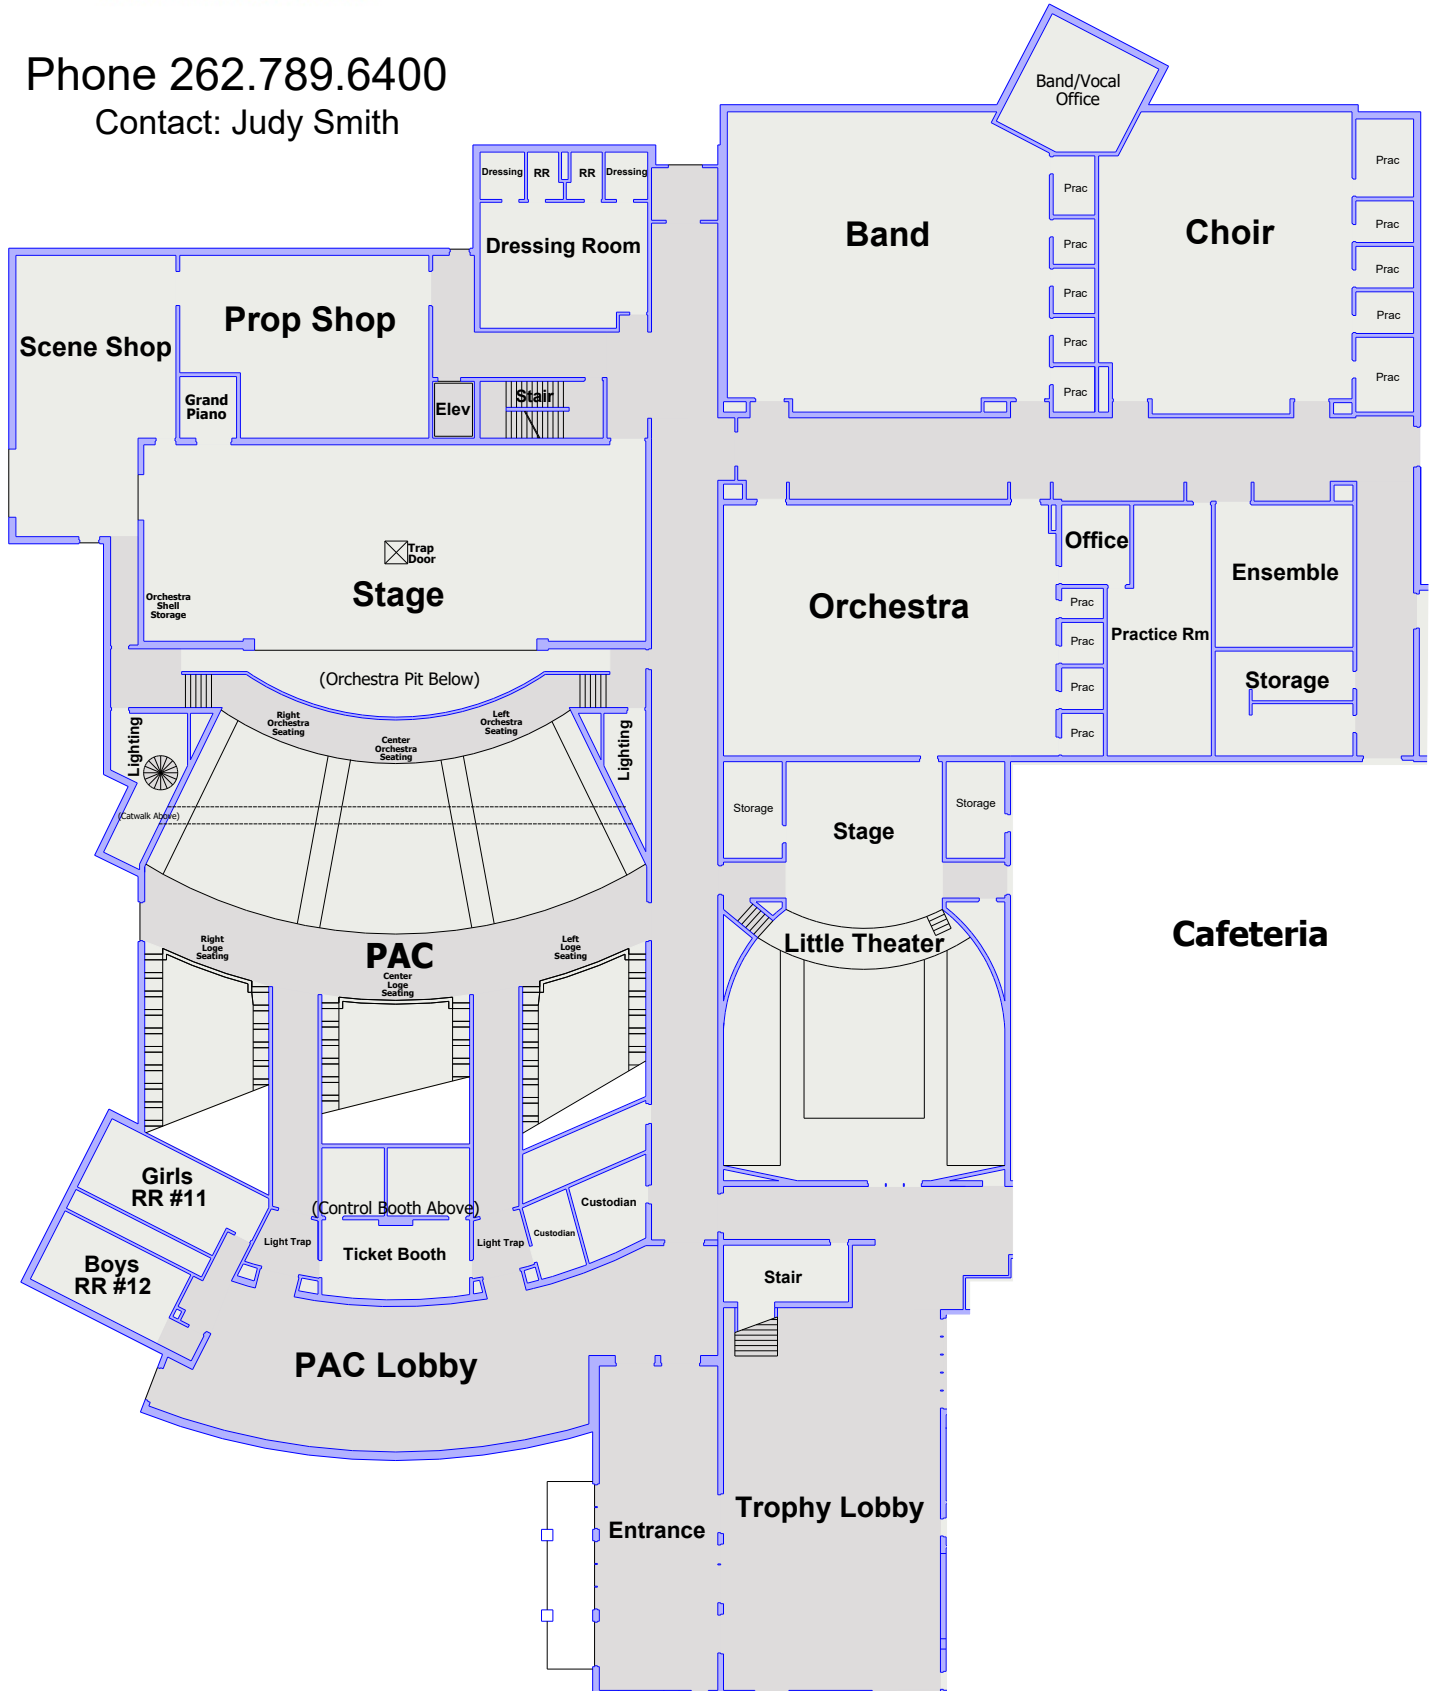 Phone 262.789.6400
Contact: Judy Smith
Band/Vocal
Office
Dressing
RR
RR
Dressing
Dressing Room
Band
Choir
Prac
Prac
Prac
Prac
Prac
Prac
Prac
Prac
Prac
Prac
Scene Shop
Prop Shop
Grand
Piano
Elev
Stair
Trap
Door
Stage
Orchestra
Shell
Storage
Office
Ensemble
Orchestra
Prac
Prac
Prac
Prac
Practice Rm
Storage
(Orchestra Pit Below)
Right
Orchestra
Seating
Center
Orchestra
Seating
Left
Orchestra
Seating
Lighting
Lighting
(Catwalk Above)
Storage
Stage
Storage
Cafeteria
Little Theater
Right
Loge
Seating
PAC
Center
Loge
Seating
Left
Loge
Seating
Girls
RR #11
Boys
RR #12
(Control Booth Above)
Light Trap
Ticket Booth
Light Trap
Custodian
Custodian
Stair
PAC Lobby
Entrance
Trophy Lobby